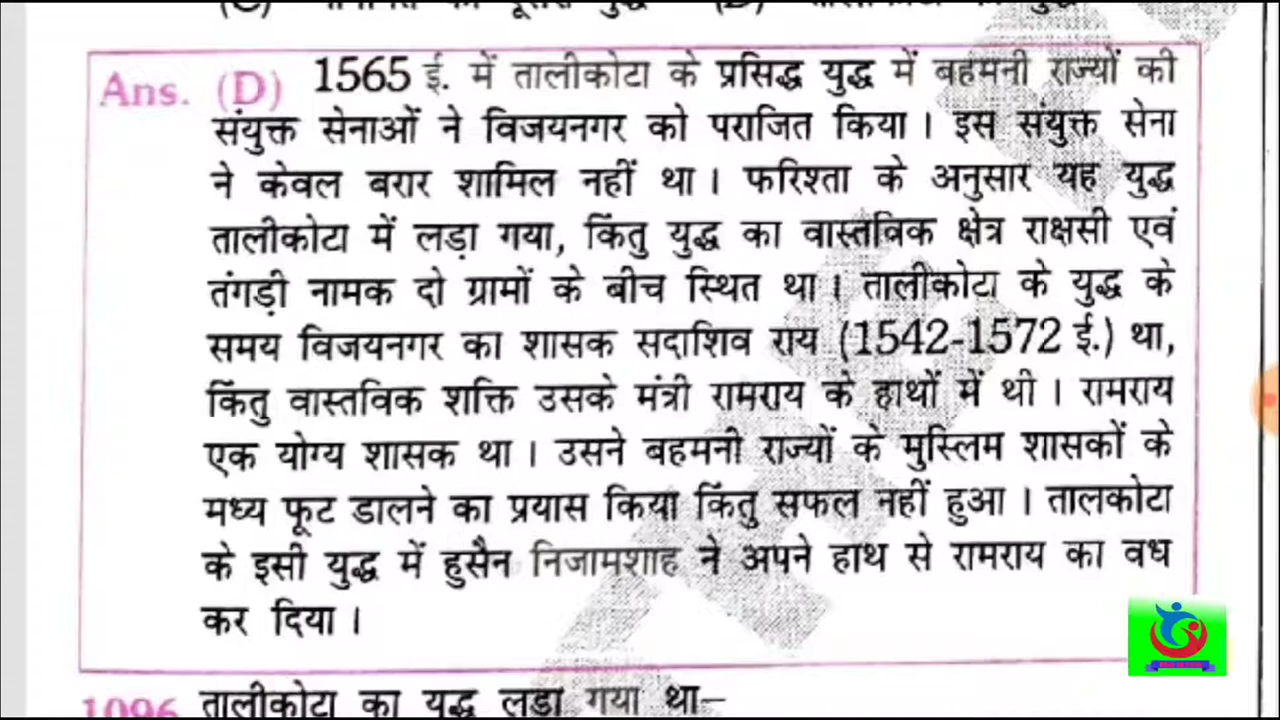 Ans. (D) 1565 ई. में तालीकोटा के प्रसिद्ध युद्ध में बहमनी राज्यों की
संयुक्त सेनाओं ने विजयनगर को पराजित किया। इस संयुक्त सेना
ने केवल बरार शामिल नहीं था। फरिश्ता के अनुसार यह युद्ध
तालीकोटा में लड़ा गया, किंतु युद्ध का वास्तविक क्षेत्र राक्षसी एवं
तंगड़ी नामक दो ग्रामों के बीच स्थित था। तालीकोटा के युद्ध के
समय विजयनगर का शासक सदाशिव राय (1542-1572 ई.) था,
किंतु वास्तविक शक्ति उसके मंत्री रामराय के हाथों में थी। रामराय
एक योग्य शासक था। उसने बहमनी राज्यों के मुस्लिम शासकों के
मध्य फूट डालने का प्रयास किया किंतु सफल नहीं हुआ। तालकोटा
के इसी युद्ध में हुसैन निजामशाह ने अपने हाथ से रामराय का वध
कर दिया।
1096 तालीकोटा का युद्ध लड़ा गया था–